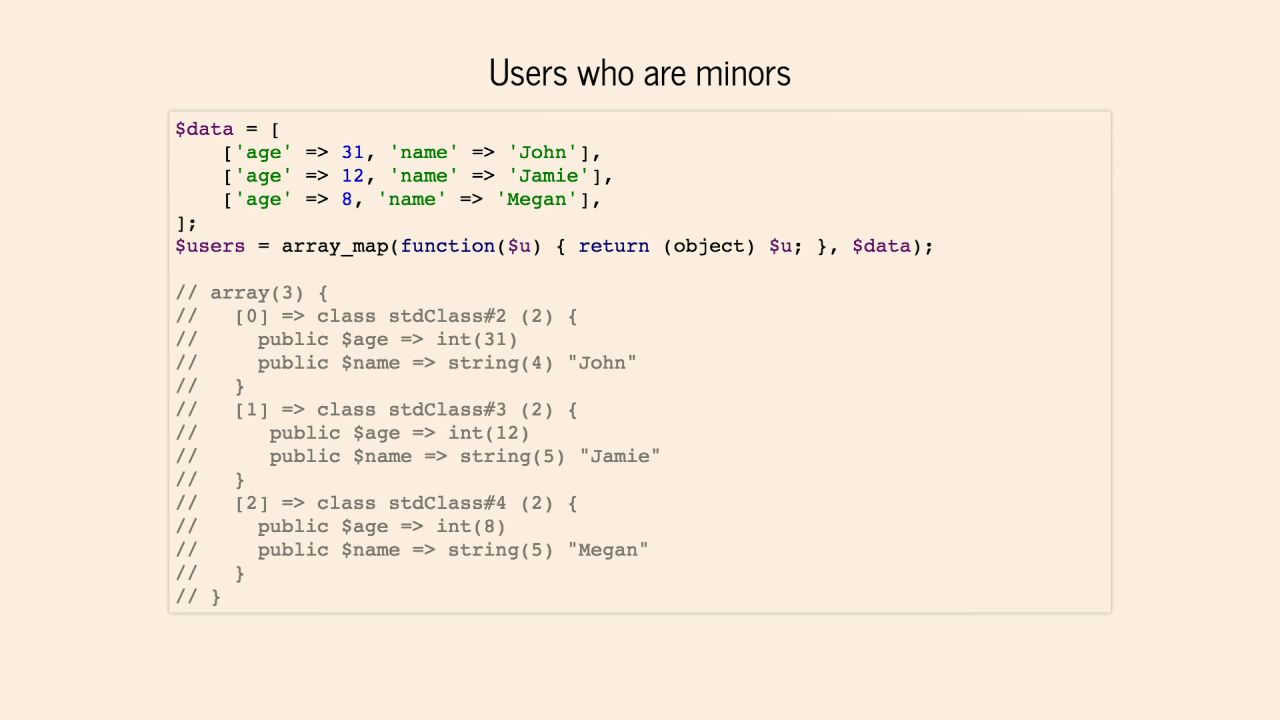 Users who are minors
$data = [
    ['age' => 31, 'name' => 'John'],
    ['age' => 12, 'name' => 'Jamie'],
    ['age' => 8, 'name' => 'Megan'],
];
$users = array_map(function($u) { return (object) $u; }, $data);

// array(3) {
//   [0] => class stdClass#2 (2) {
//     public $age => int(31)
//     public $name => string(4) "John"
//   }
//   [1] => class stdClass#3 (2) {
//      public $age => int(12)
//      public $name => string(5) "Jamie"
//   }
//   [2] => class stdClass#4 (2) {
//     public $age => int(8)
//     public $name => string(5) "Megan"
//   }
// }